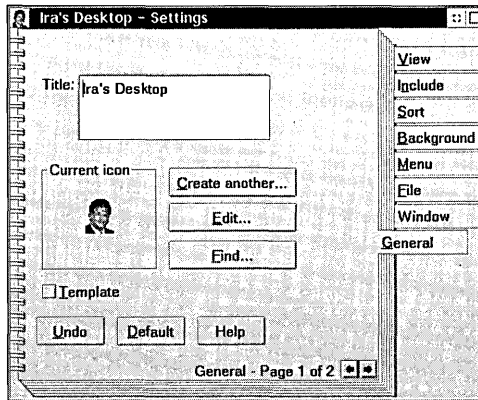 Ira's Desktop – Settings
Title: Ira's Desktop
View
Include
Sort
Background
Menu
File
Window
General
Current icon
Create another...
Edit...
Find...
Template
Undo Default Help
General - Page 1 of 2